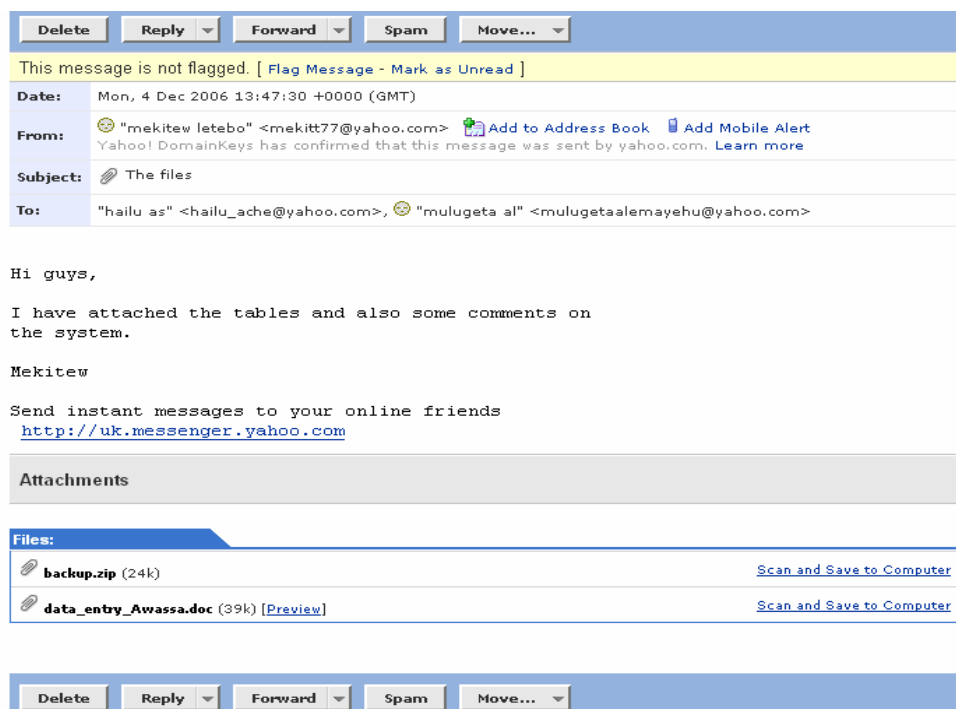 Delete Reply Forward Spam Move...
This message is not flagged. [ Flag Message - Mark as Unread ]
Date: Mon, 4 Dec 2006 13:47:30 +0000 (GMT)
From: "mekitew letebo" <mekitt77@yahoo.com> Add to Address Book Add Mobile Alert
Yahoo! DomainKeys has confirmed that this message was sent by yahoo.com. Learn more
Subject: The files
To: "hailu as" <hailu_ache@yahoo.com>, "mulugeta al" <mulugetaalemayehu@yahoo.com>
Hi guys,
I have attached the tables and also some comments on
the system.
Mekitew
Send instant messages to your online friends
http://uk.messenger.yahoo.com
Attachments
Files:
backup.zip (24k) Scan and Save to Computer
data_entry_Awassa.doc (39k) [Preview] Scan and Save to Computer
Delete Reply Forward Spam Move...